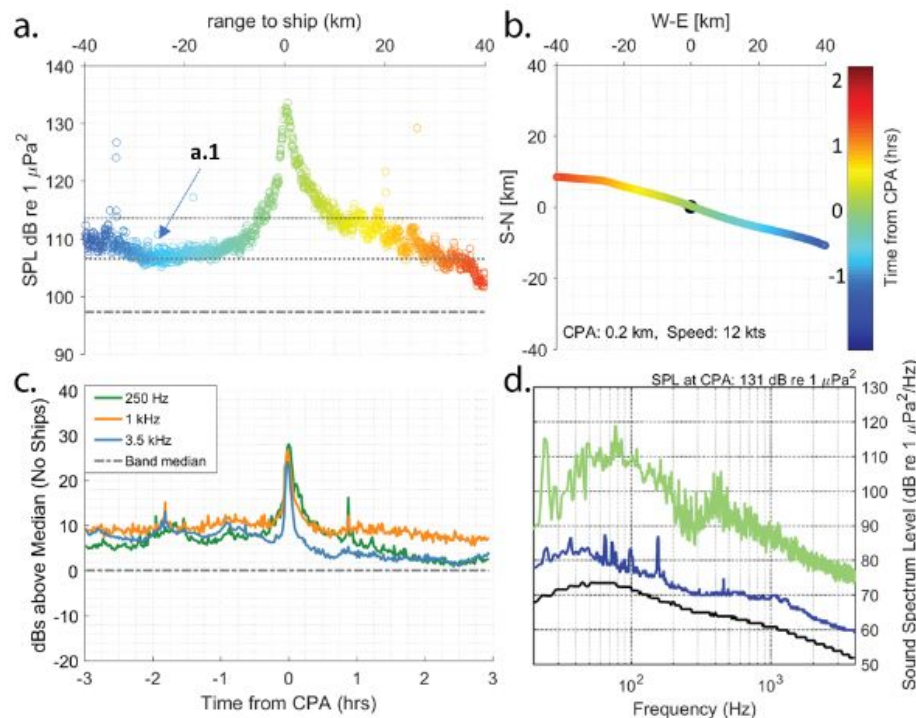 a.
range to ship (km)
-40 -20 0 20 40
140
130
120
110
100
90
SPL dB re 1 μPa²
a.1
b.
W-E [km]
-40 -20 0 20 40
40
20
0
-20
-40
S-N [km]
CPA: 0.2 km, Speed: 12 kts
2
1
0
-1
Time from CPA (hrs)
c.
40
30
20
10
0
-10
-20
dBs above Median (No Ships)
250 Hz
1 kHz
3.5 kHz
Band median
-3 -2 -1 0 1 2 3
Time from CPA (hrs)
d.
SPL at CPA: 131 dB re 1 μPa²
130
120
110
100
90
80
70
60
50
Sound Spectrum Level (dB re 1 μPa²/Hz)
10² 10³
Frequency (Hz)